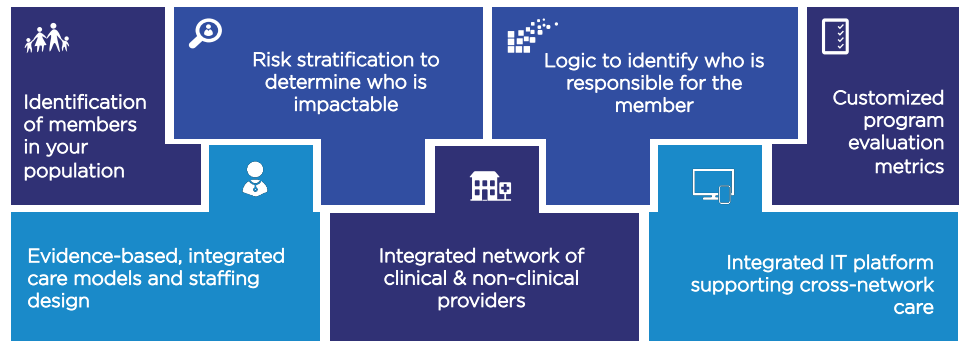 Identification
of members
in your
population
Risk stratification to
determine who is
impactable
Logic to identify who is
responsible for the
member
Customized
program
evaluation
metrics
Evidence-based, integrated
care models and staffing
design
Integrated network of
clinical & non-clinical
providers
Integrated IT platform
supporting cross-network
care